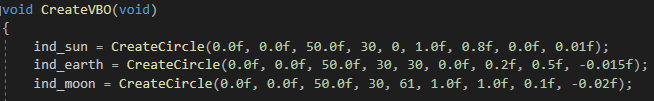 void CreateVBO(void)
{
ind_sun = CreateCircle(0.0f, 0.0f, 50.0f, 30, 0, 1.0f, 0.8f, 0.0f, 0.01f);
ind_earth = CreateCircle(0.0f, 0.0f, 50.0f, 30, 30, 0.0f, 0.2f, 0.5f, -0.015f);
ind_moon = CreateCircle(0.0f, 0.0f, 50.0f, 30, 61, 1.0f, 1.0f, 0.1f, -0.02f);